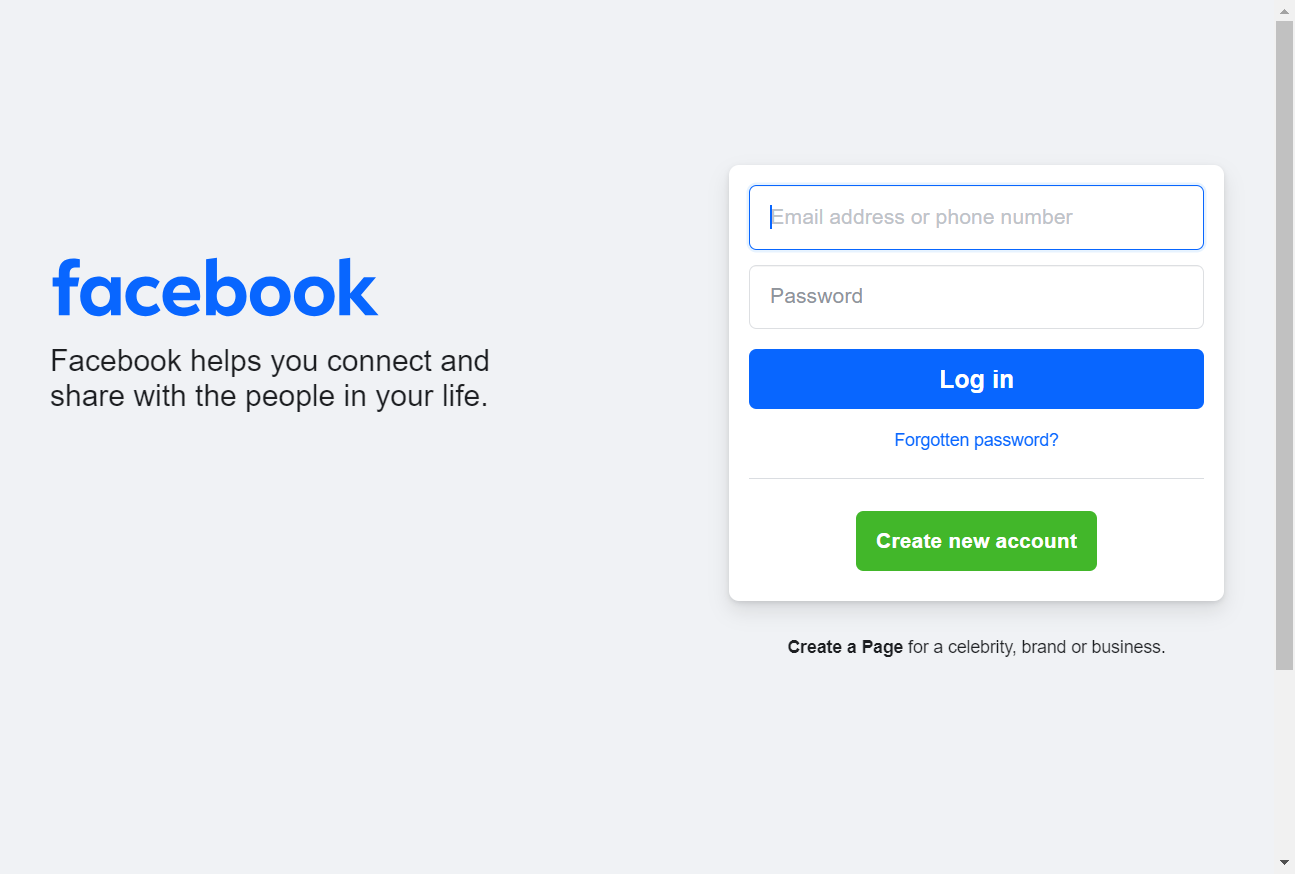 facebook
Facebook helps you connect and
share with the people in your life.
Email address or phone number
Password
Log in
Forgotten password?
Create new account
Create a Page for a celebrity, brand or business.